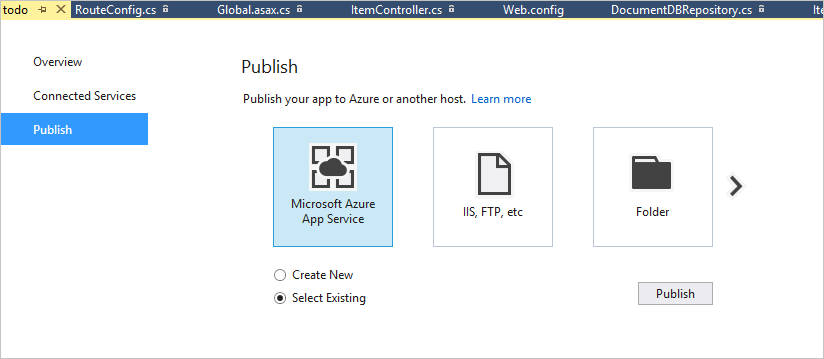 todo RouteConfig.cs Global.asax.cs ItemController.cs Web.config DocumentDBRepository.cs Ite
Overview
Connected Services
Publish
Publish
Publish your app to Azure or another host. Learn more
Microsoft Azure
App Service
IIS, FTP, etc
Folder
Create New
Select Existing
Publish